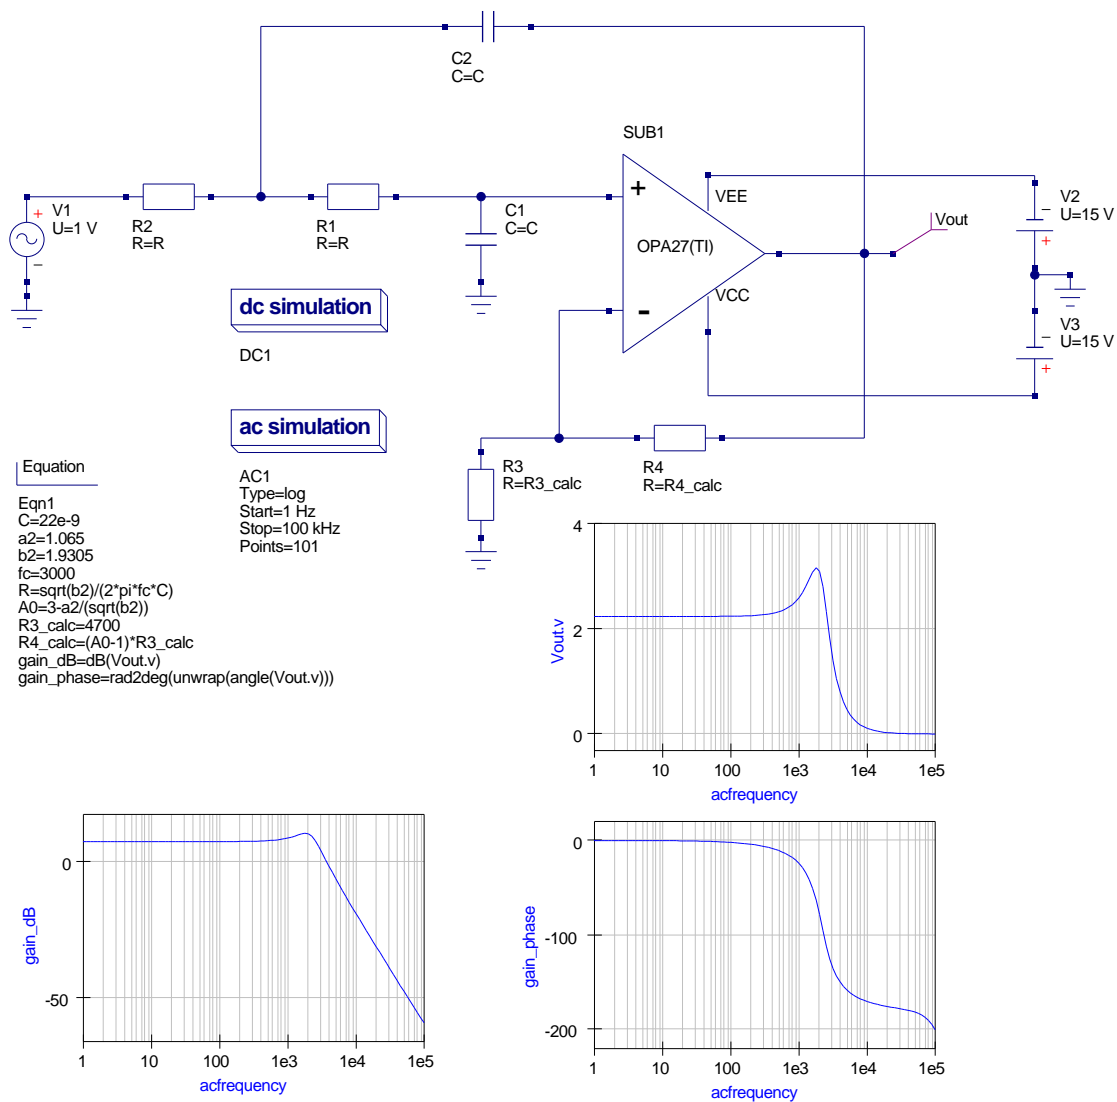 C2
C=C
SUB1
+
VEE
V1
U=1 V
+
−
R2
R=R
R1
R=R
C1
C=C
OPA27(TI)
Vout
−
V2
U=15 V
+
VCC
-
−
V3
U=15 V
+
dc simulation
DC1
ac simulation
AC1
Type=log
Start=1 Hz
Stop=100 kHz
Points=101
R3
R=R3_calc
R4
R=R4_calc
Equation
Eqn1
C=22e-9
a2=1.065
b2=1.9305
fc=3000
R=sqrt(b2)/(2*pi*fc*C)
A0=3-a2/(sqrt(b2))
R3_calc=4700
R4_calc=(A0-1)*R3_calc
gain_dB=dB(Vout.v)
gain_phase=rad2deg(unwrap(angle(Vout.v)))
4
2
0
Vout.v
1 10 100 1e3 1e4 1e5
acfrequency
0
-50
gain_dB
1 10 100 1e3 1e4 1e5
acfrequency
0
-100
-200
gain_phase
1 10 100 1e3 1e4 1e5
acfrequency